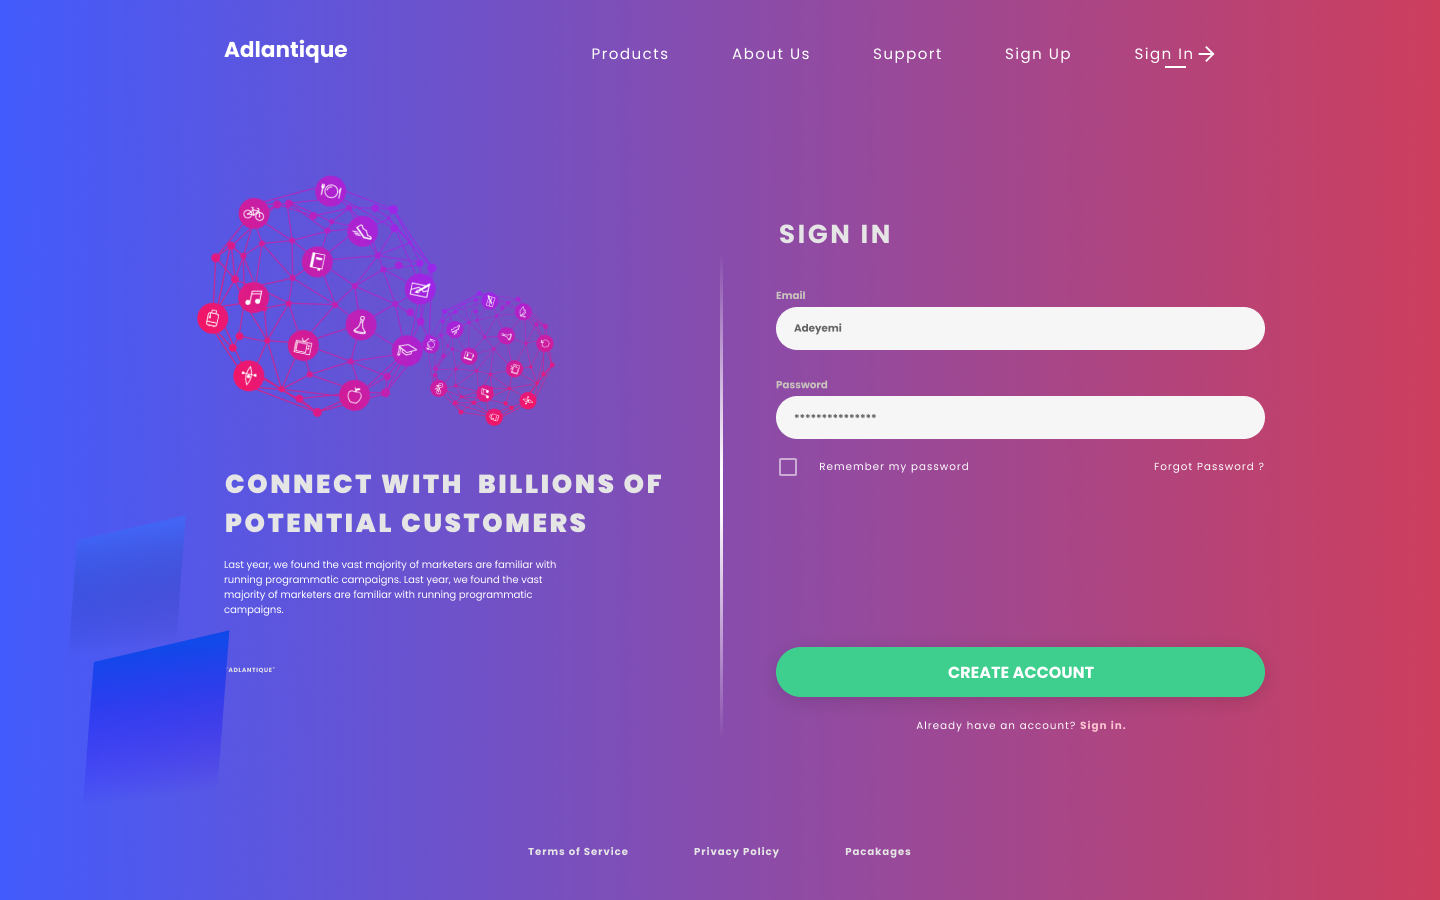 Adlantique
Products
About Us
Support
Sign Up
Sign In
SIGN IN
Email
Adeyemi
Password
***************
Remember my password
Forgot Password ?
CONNECT WITH BILLIONS OF
POTENTIAL CUSTOMERS
Last year, we found the vast majority of marketers are familiar with
running programmatic campaigns. Last year, we found the vast
majority of marketers are familiar with running programmatic
campaigns.
"ADLANTIQUE"
CREATE ACCOUNT
Already have an account? Sign in.
Terms of Service
Privacy Policy
Pacakages